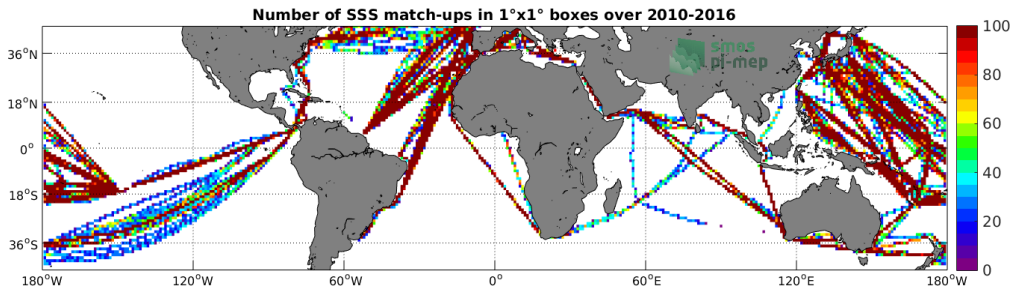 Number of SSS match-ups in 1°x1° boxes over 2010-2016
smos
pi-mep
36°N
18°N
0°
18°S
36°S
180°W
120°W
60°W
0°
60°E
120°E
180°W
100
80
60
40
20
0